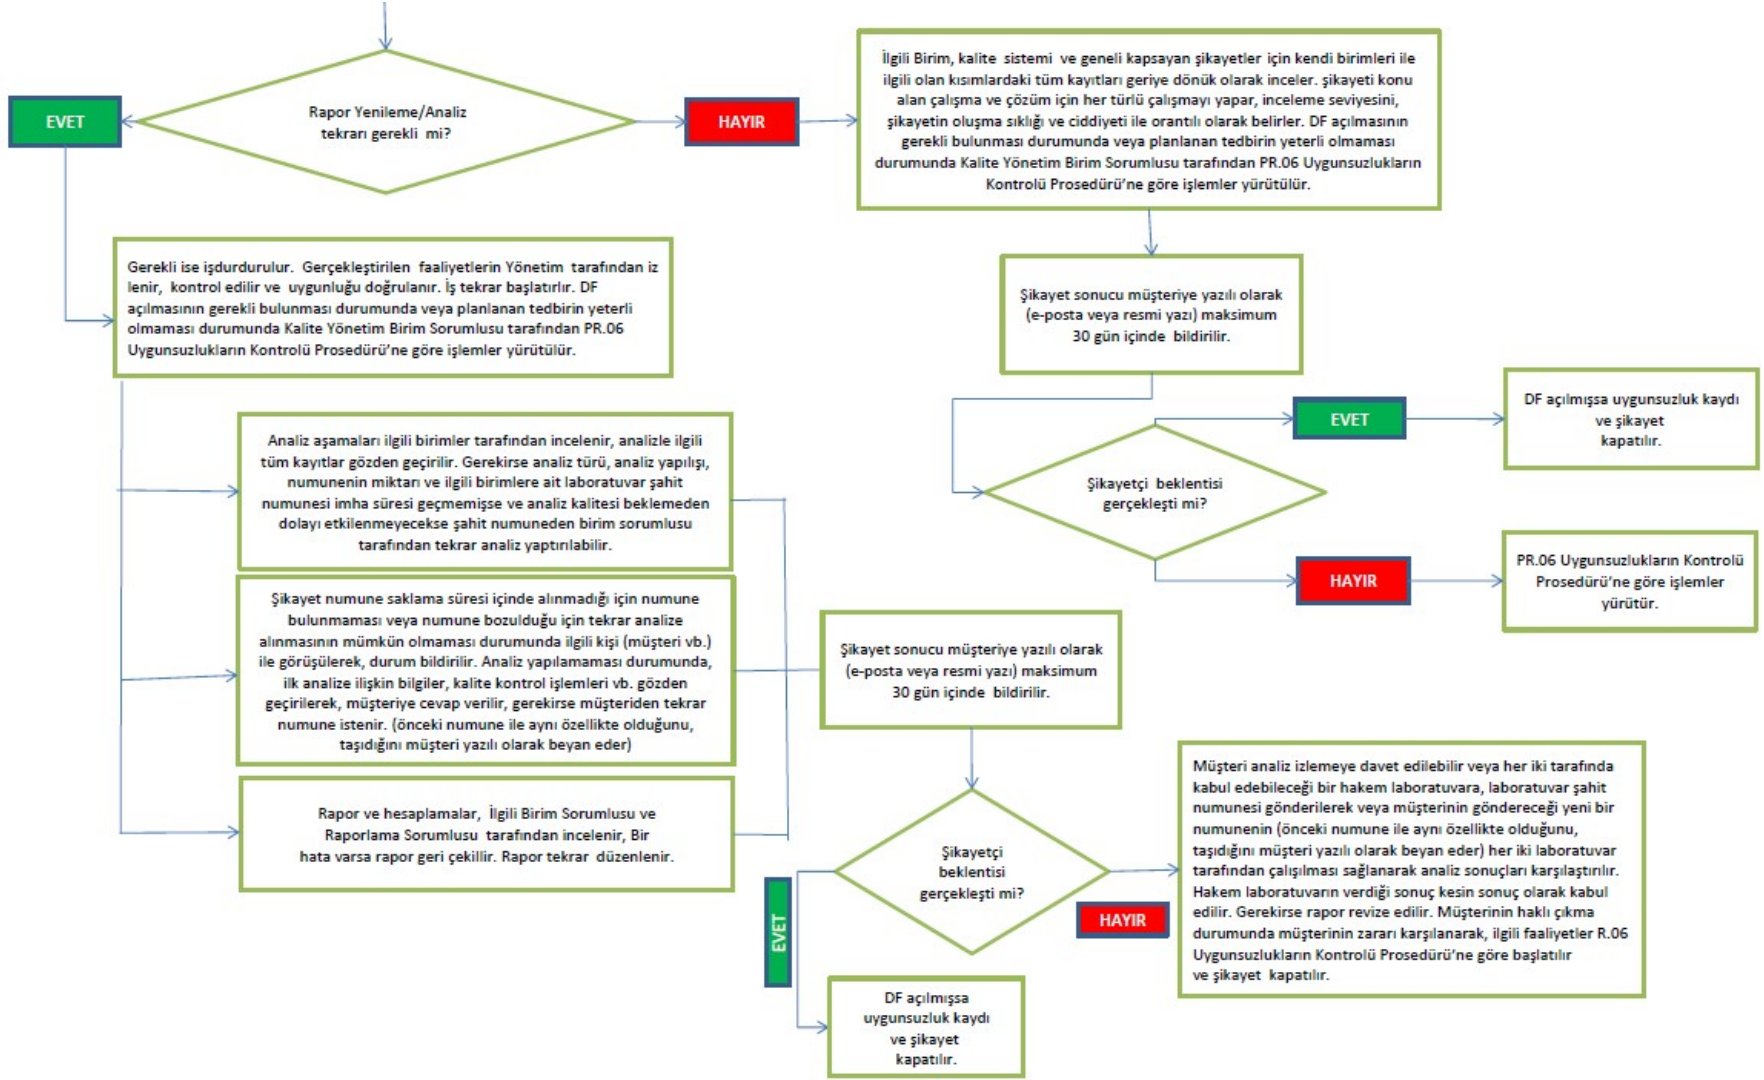 Rapor Yenileme/Analiz
tekrarı gerekli mi?
EVET
HAYIR
İlgili Birim, kalite sistemi ve geneli kapsayan şikayetler için kendi birimleri ile
ilgili olan kısımlardaki tüm kayıtları geriye dönük olarak inceler. şikayeti konu
alan çalışma ve çözüm için her türlü çalışmayı yapar, inceleme seviyesini,
şikayetin oluşma sıklığı ve ciddiyeti ile orantılı olarak belirler. DF açılmasının
gerekli bulunması durumunda veya planlanan tedbirin yeterli olmaması
durumunda Kalite Yönetim Birim Sorumlusu tarafından PR.06 Uygunsuzlukların
Kontrolü Prosedürü’ne göre işlemler yürütülür.
Gerekli ise işdurdurulur. Gerçekleştirilen faaliyetlerin Yönetim tarafından iz
lenir, kontrol edilir ve uygunluğu doğrulanır. İş tekrar başlatırlır. DF
açılmasının gerekli bulunması durumunda veya planlanan tedbirin yeterli
olmaması durumunda Kalite Yönetim Birim Sorumlusu tarafından PR.06
Uygunsuzlukların Kontrolü Prosedürü’ne göre işlemler yürütülür.
Şikayet sonucu müşteriye yazılı olarak
(e-posta veya resmi yazı) maksimum
30 gün içinde bildirilir.
Şikayetçi beklentisi
gerçekleşti mi?
EVET
DF açılmışsa uygunsuzluk kaydı
ve şikayet
kapatılır.
HAYIR
PR.06 Uygunsuzlukların Kontrolü
Prosedürü’ne göre işlemler
yürütür.
Analiz aşamaları ilgili birimler tarafından incelenir, analizle ilgili
tüm kayıtlar gözden geçirilir. Gerekirse analiz türü, analiz yapılışı,
numunenin miktarı ve ilgili birimlere ait laboratuvar şahit
numunesi imha süresi geçmemişse ve analiz kalitesi beklemeden
dolayı etkilenmeyecekse şahit numuneden birim sorumlusu
tarafından tekrar analiz yaptırılabilir.
Şikayet numune saklama süresi içinde alınmadığı için numune
bulunmaması veya numune bozulduğu için tekrar analize
alınmasının mümkün olmaması durumunda ilgili kişi (müşteri vb.)
ile görüşülerek, durum bildirilir. Analiz yapılamaması durumunda,
ilk analize ilişkin bilgiler, kalite kontrol işlemleri vb. gözden
geçirilerek, müşteriye cevap verilir, gerekirse müşteriden tekrar
numune istenir. (önceki numune ile aynı özellikte olduğunu,
taşıdığını müşteri yazılı olarak beyan eder)
Rapor ve hesaplamalar, İlgili Birim Sorumlusu ve
Raporlama Sorumlusu tarafından incelenir, Bir
hata varsa rapor geri çekillir. Rapor tekrar düzenlenir.
Şikayet sonucu müşteriye yazılı olarak
(e-posta veya resmi yazı) maksimum
30 gün içinde bildirilir.
Şikayetçi
beklentisi
gerçekleşti mi?
EVET
DF açılmışsa
uygunsuzluk kaydı
ve şikayet
kapatılır.
HAYIR
Müşteri analiz izlemeye davet edilebilir veya her iki tarafında
kabul edebileceği bir hakem laboratuvara, laboratuvar şahit
numunesi gönderilerek veya müşterinin göndereceği yeni bir
numunenin (önceki numune ile aynı özellikte olduğunu,
taşıdığını müşteri yazılı olarak beyan eder) her iki laboratuvar
tarafından çalışılması sağlanarak analiz sonuçları karşılaştırılır.
Hakem laboratuvarın verdiği sonuç kesin sonuç olarak kabul
edilir. Gerekirse rapor revize edilir. Müşterinin haklı çıkma
durumunda müşterinin zararı karşılanarak, ilgili faaliyetler R.06
Uygunsuzlukların Kontrolü Prosedürü’ne göre başlatılır
ve şikayet kapatılır.